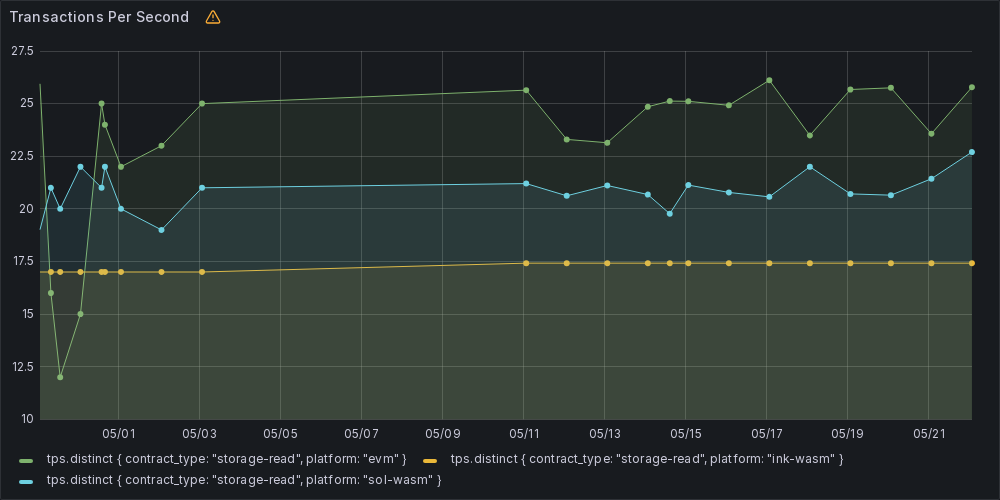 Transactions Per Second
27.5
25
22.5
20
17.5
15
12.5
10
05/01 05/03 05/05 05/07 05/09 05/11 05/13 05/15 05/17 05/19 05/21
tps.distinct { contract_type: "storage-read", platform: "evm" } tps.distinct { contract_type: "storage-read", platform: "ink-wasm" }
tps.distinct { contract_type: "storage-read", platform: "sol-wasm" }